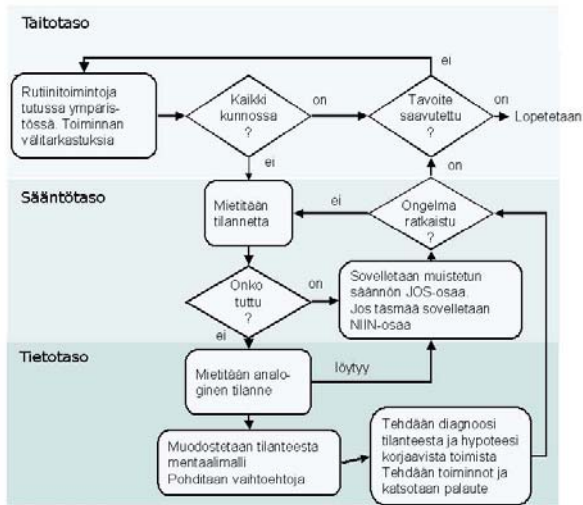 Taitotaso
ei
Rutiinitoimintoja
tutussa ympäris-
tössä. Toiminnan
välitarkastuksia
Kaikki
kunnossa
?
on
Tavoite
saavutettu
?
on
Lopetetaan
ei
on
Sääntötaso
Mietitään
tilannetta
ei
Ongelma
ratkaistu
?
Onko
tuttu
?
on
Sovelletaan muistetun
säännön JOS-osaa.
Jos täsmää sovelletaan
NIIN-osaa
ei
Tietotaso
Mietitään analo-
ginen tilanne
löytyy
Muodostetaan tilanteesta
mentaalimalli
Pohditaan vaihtoehtoja
Tehdään diagnoosi
tilanteesta ja hypoteesi
korjaavista toimista
Tehdään toiminnot ja
katsotaan palaute